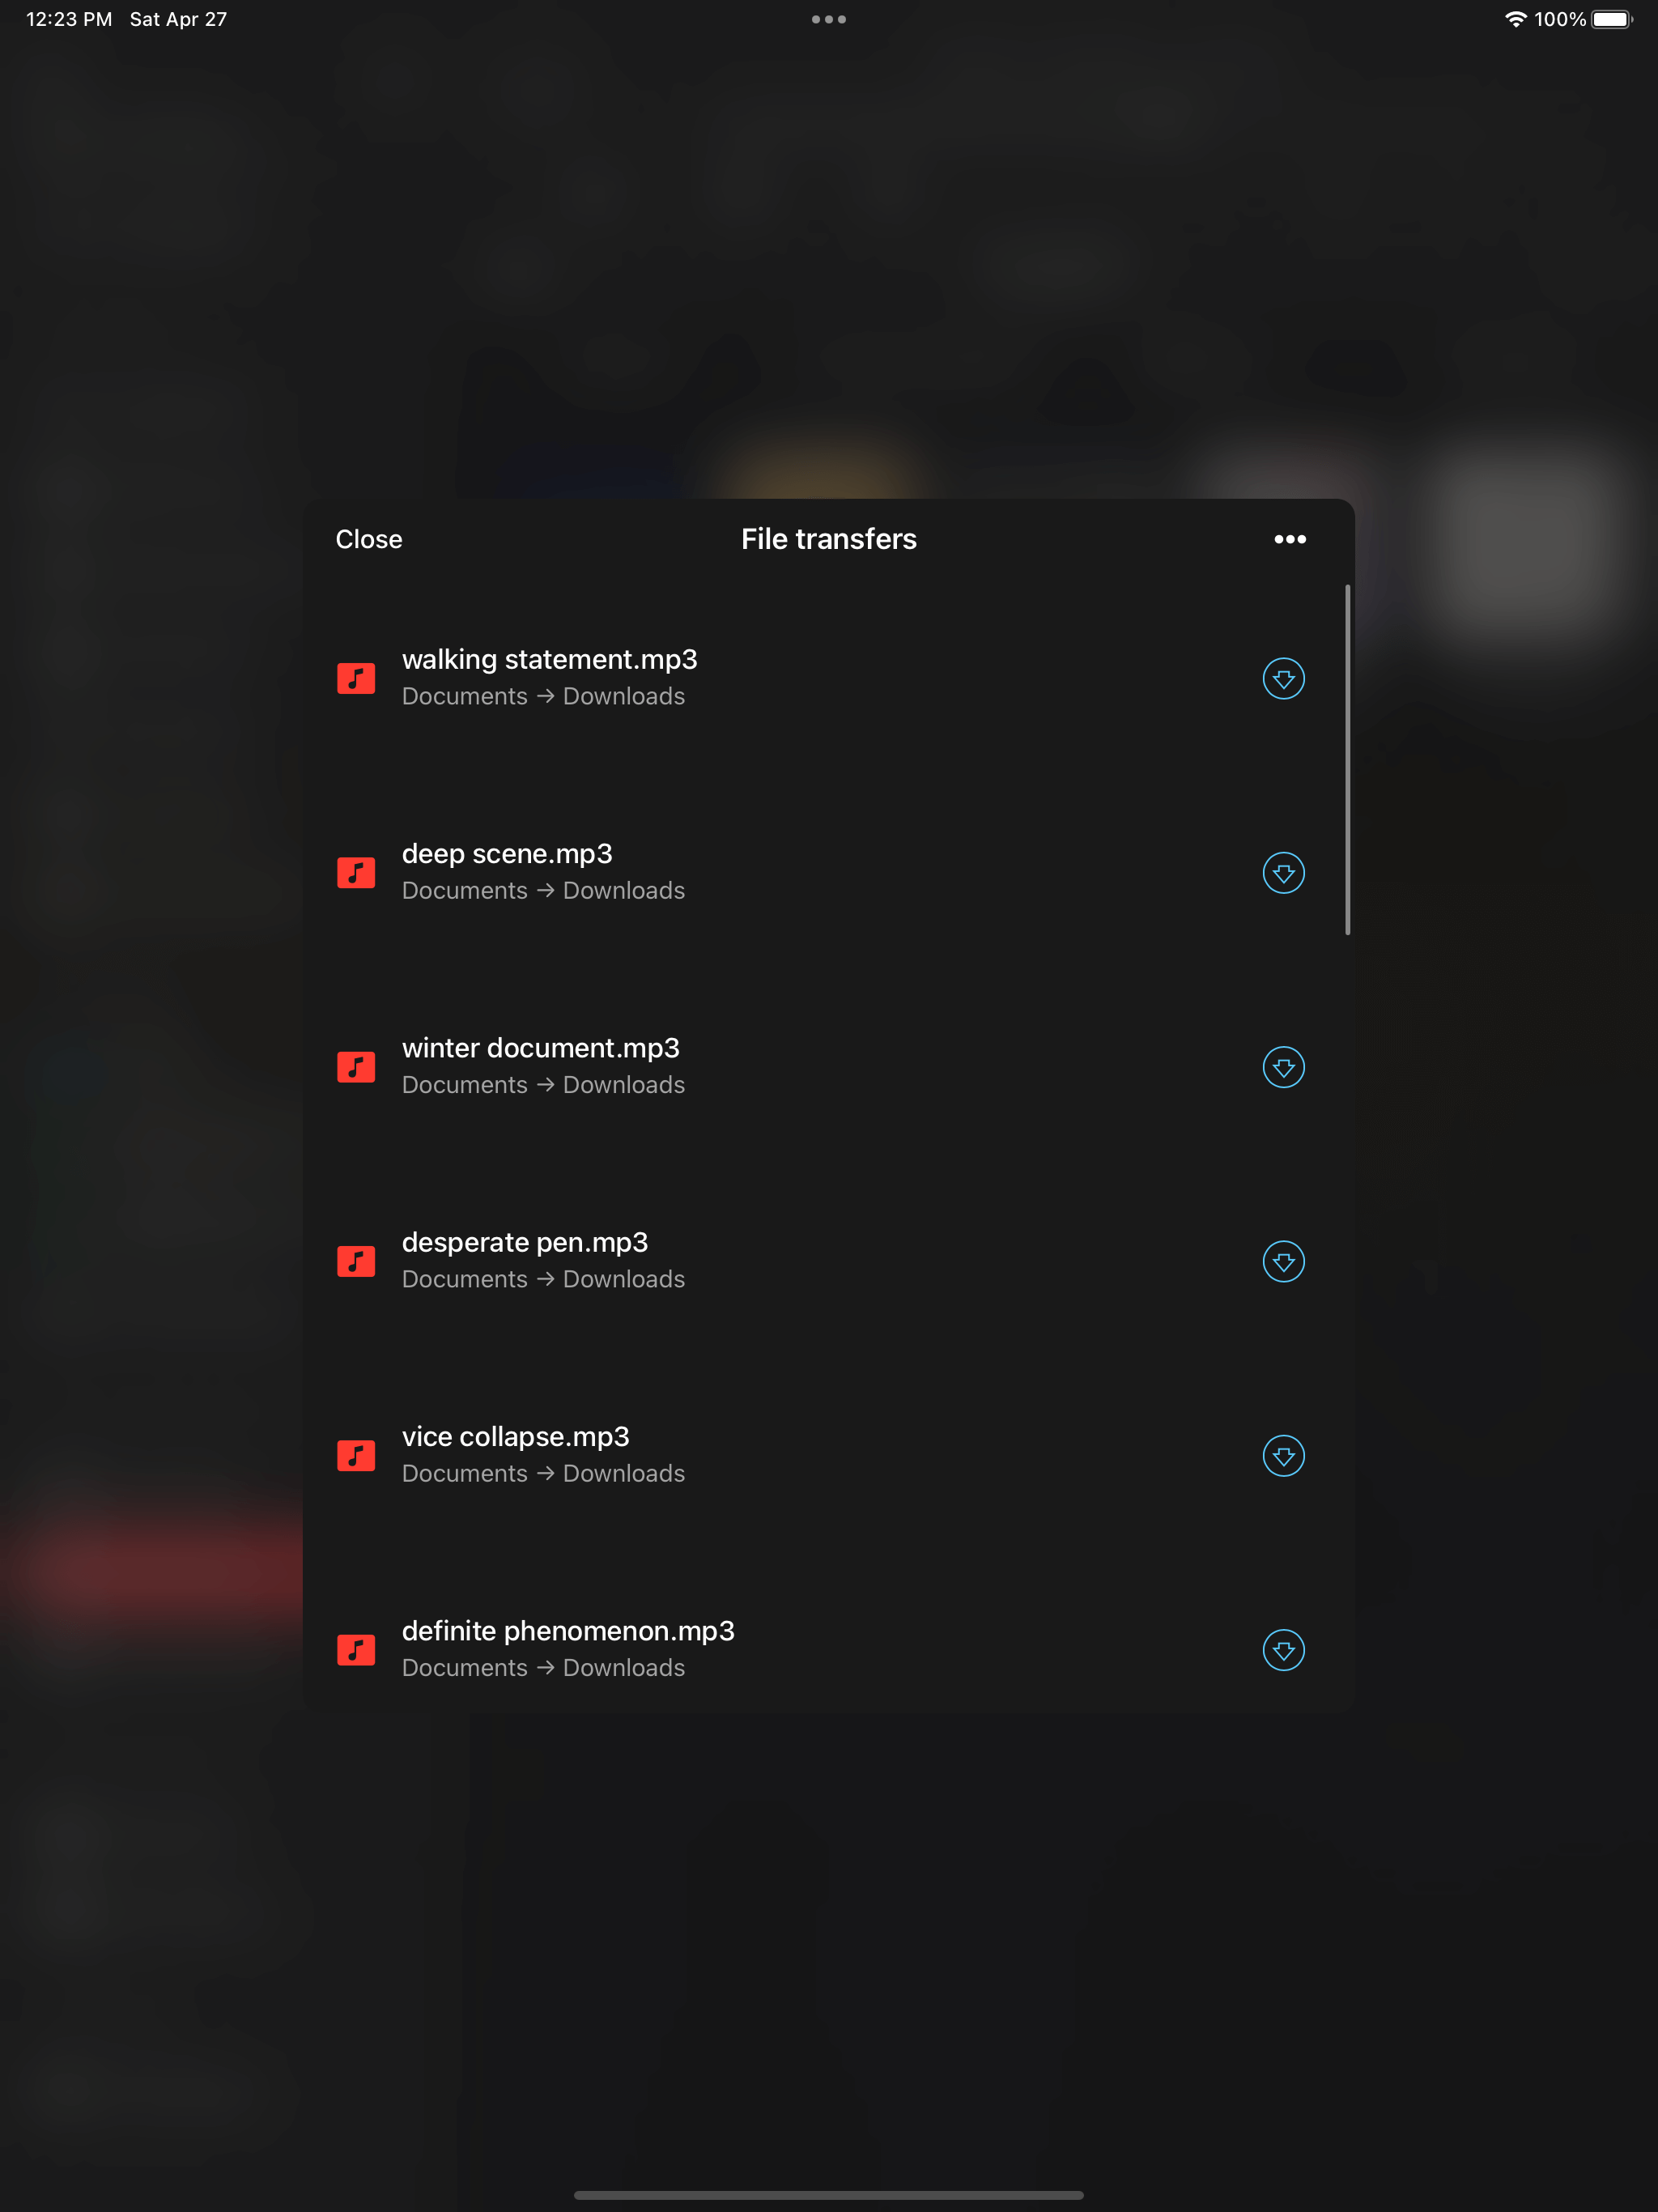 12:23 PM Sat Apr 27
100%
Close
File transfers
walking statement.mp3
Documents → Downloads
deep scene.mp3
Documents → Downloads
winter document.mp3
Documents → Downloads
desperate pen.mp3
Documents → Downloads
vice collapse.mp3
Documents → Downloads
definite phenomenon.mp3
Documents → Downloads